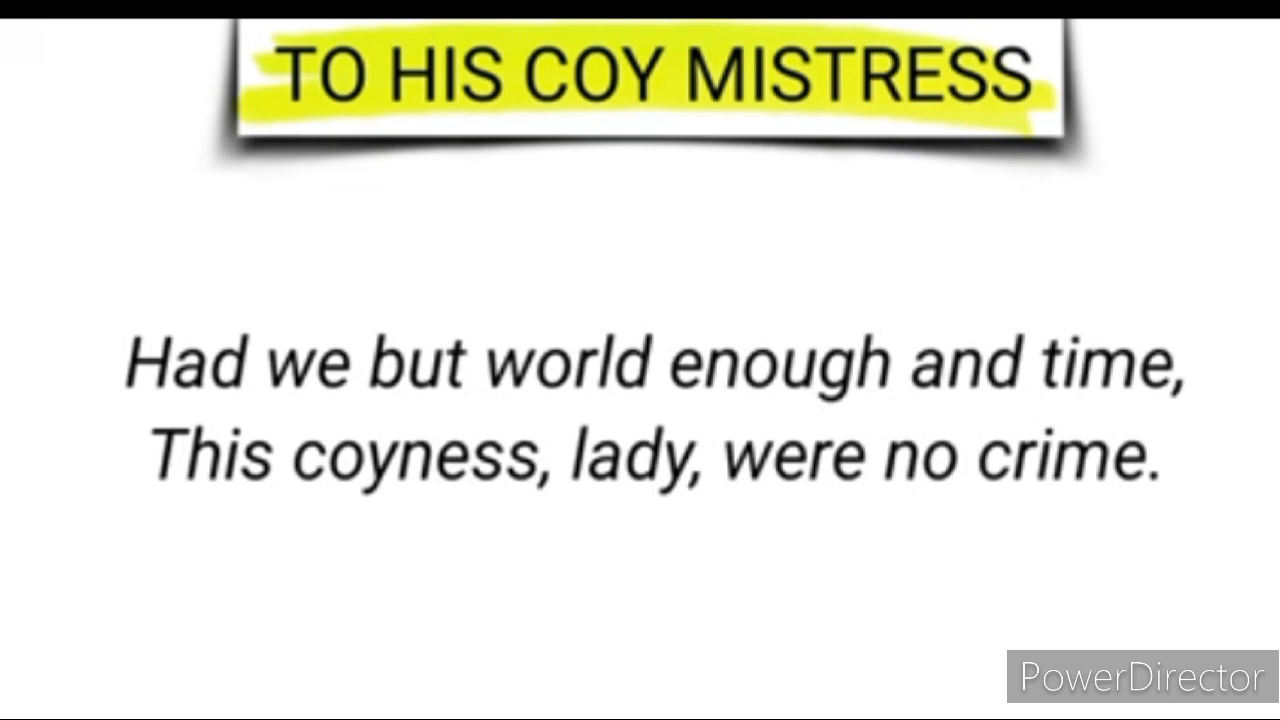 TO HIS COY MISTRESS
Had we but world enough and time,
This coyness, lady, were no crime.
PowerDirector